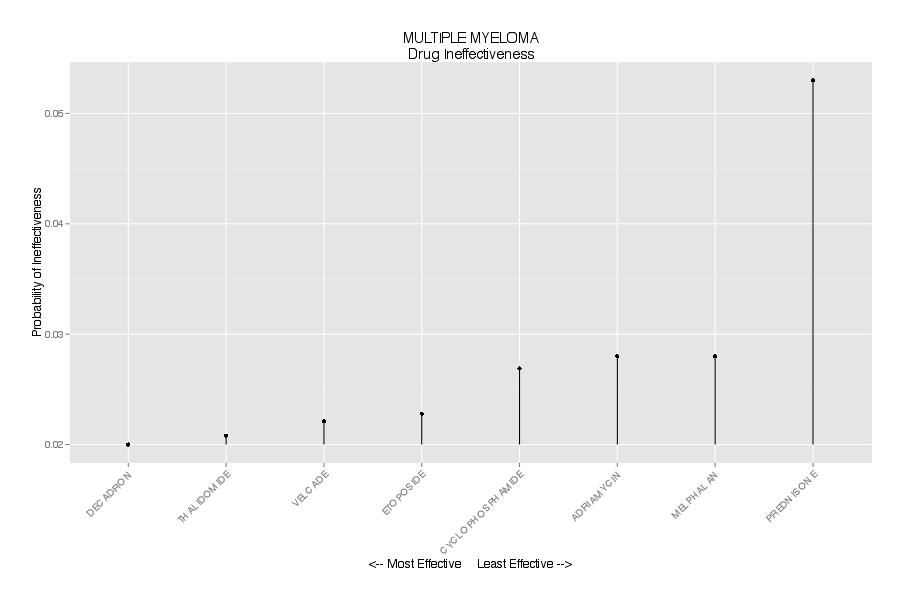 MULTIPLE MYELOMA
Drug Ineffectiveness
Probability of Ineffectiveness
0.05
0.04
0.03
0.02
DECADRON
THALIDOMIDE
VELCADE
ETOPOSIDE
CYCLOPHOSPHAMIDE
ADRIAMYCIN
MELPHALAN
PREDNISONE
<-- Most Effective    Least Effective -->